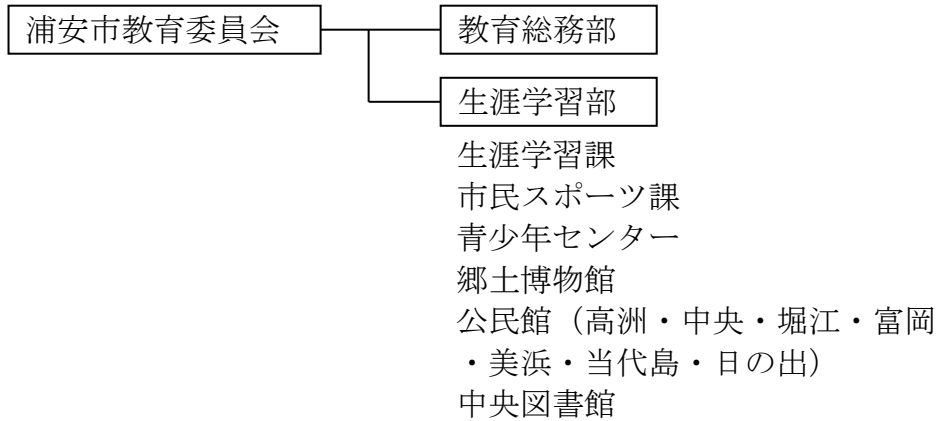 浦安市教育委員会
教育総務部
生涯学習部
生涯学習課
市民スポーツ課
青少年センター
郷土博物館
公民館（高洲・中央・堀江・富岡
・美浜・当代島・日の出）
中央図書館